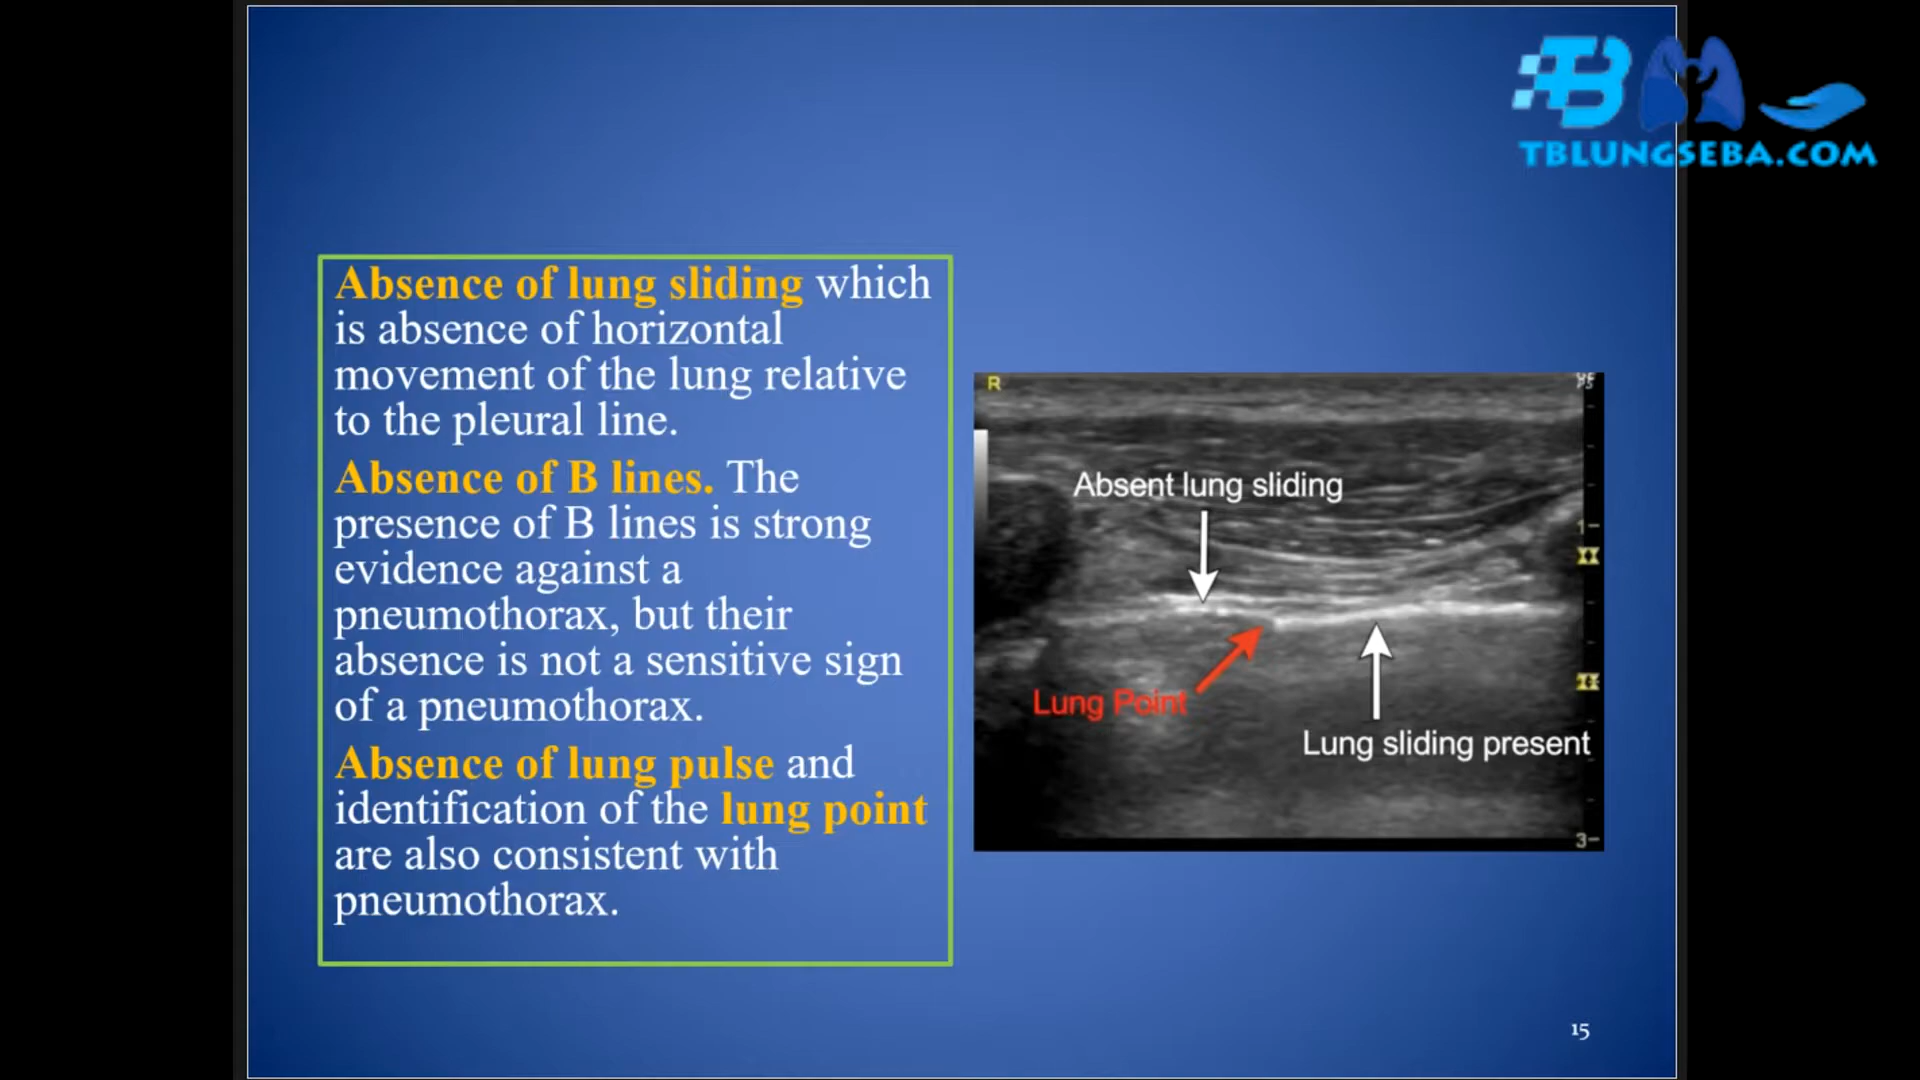 TB
TBLUNGSEBA.COM
Absence of lung sliding which
is absence of horizontal
movement of the lung relative
to the pleural line.
Absence of B lines. The
presence of B lines is strong
evidence against a
pneumothorax, but their
absence is not a sensitive sign
of a pneumothorax.
Absence of lung pulse and
identification of the lung point
are also consistent with
pneumothorax.
R
Absent lung sliding
1
Lung Point
Lung sliding present
3
15